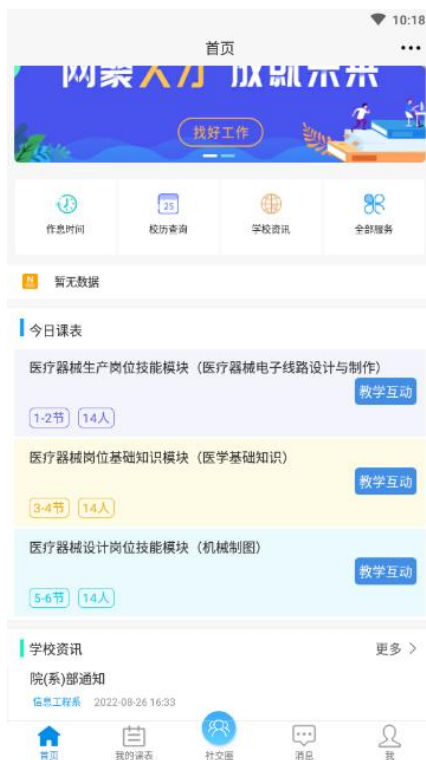 10:18
首页
找好工作
25
作息时间
校历查询
学校资讯
全部服务
暂无数据
今日课表
医疗器械生产岗位技能模块（医疗器械电子线路设计与制作）
教学互动
1-2节 14人
医疗器械岗位基础知识模块（医学基础知识）
教学互动
3-4节 14人
医疗器械设计岗位技能模块（机械制图）
教学互动
5-6节 14人
学校资讯
更多
院(系)部通知
信息工程系 2022-08-26 16:33
首页
我的课表
社交圈
消息
我